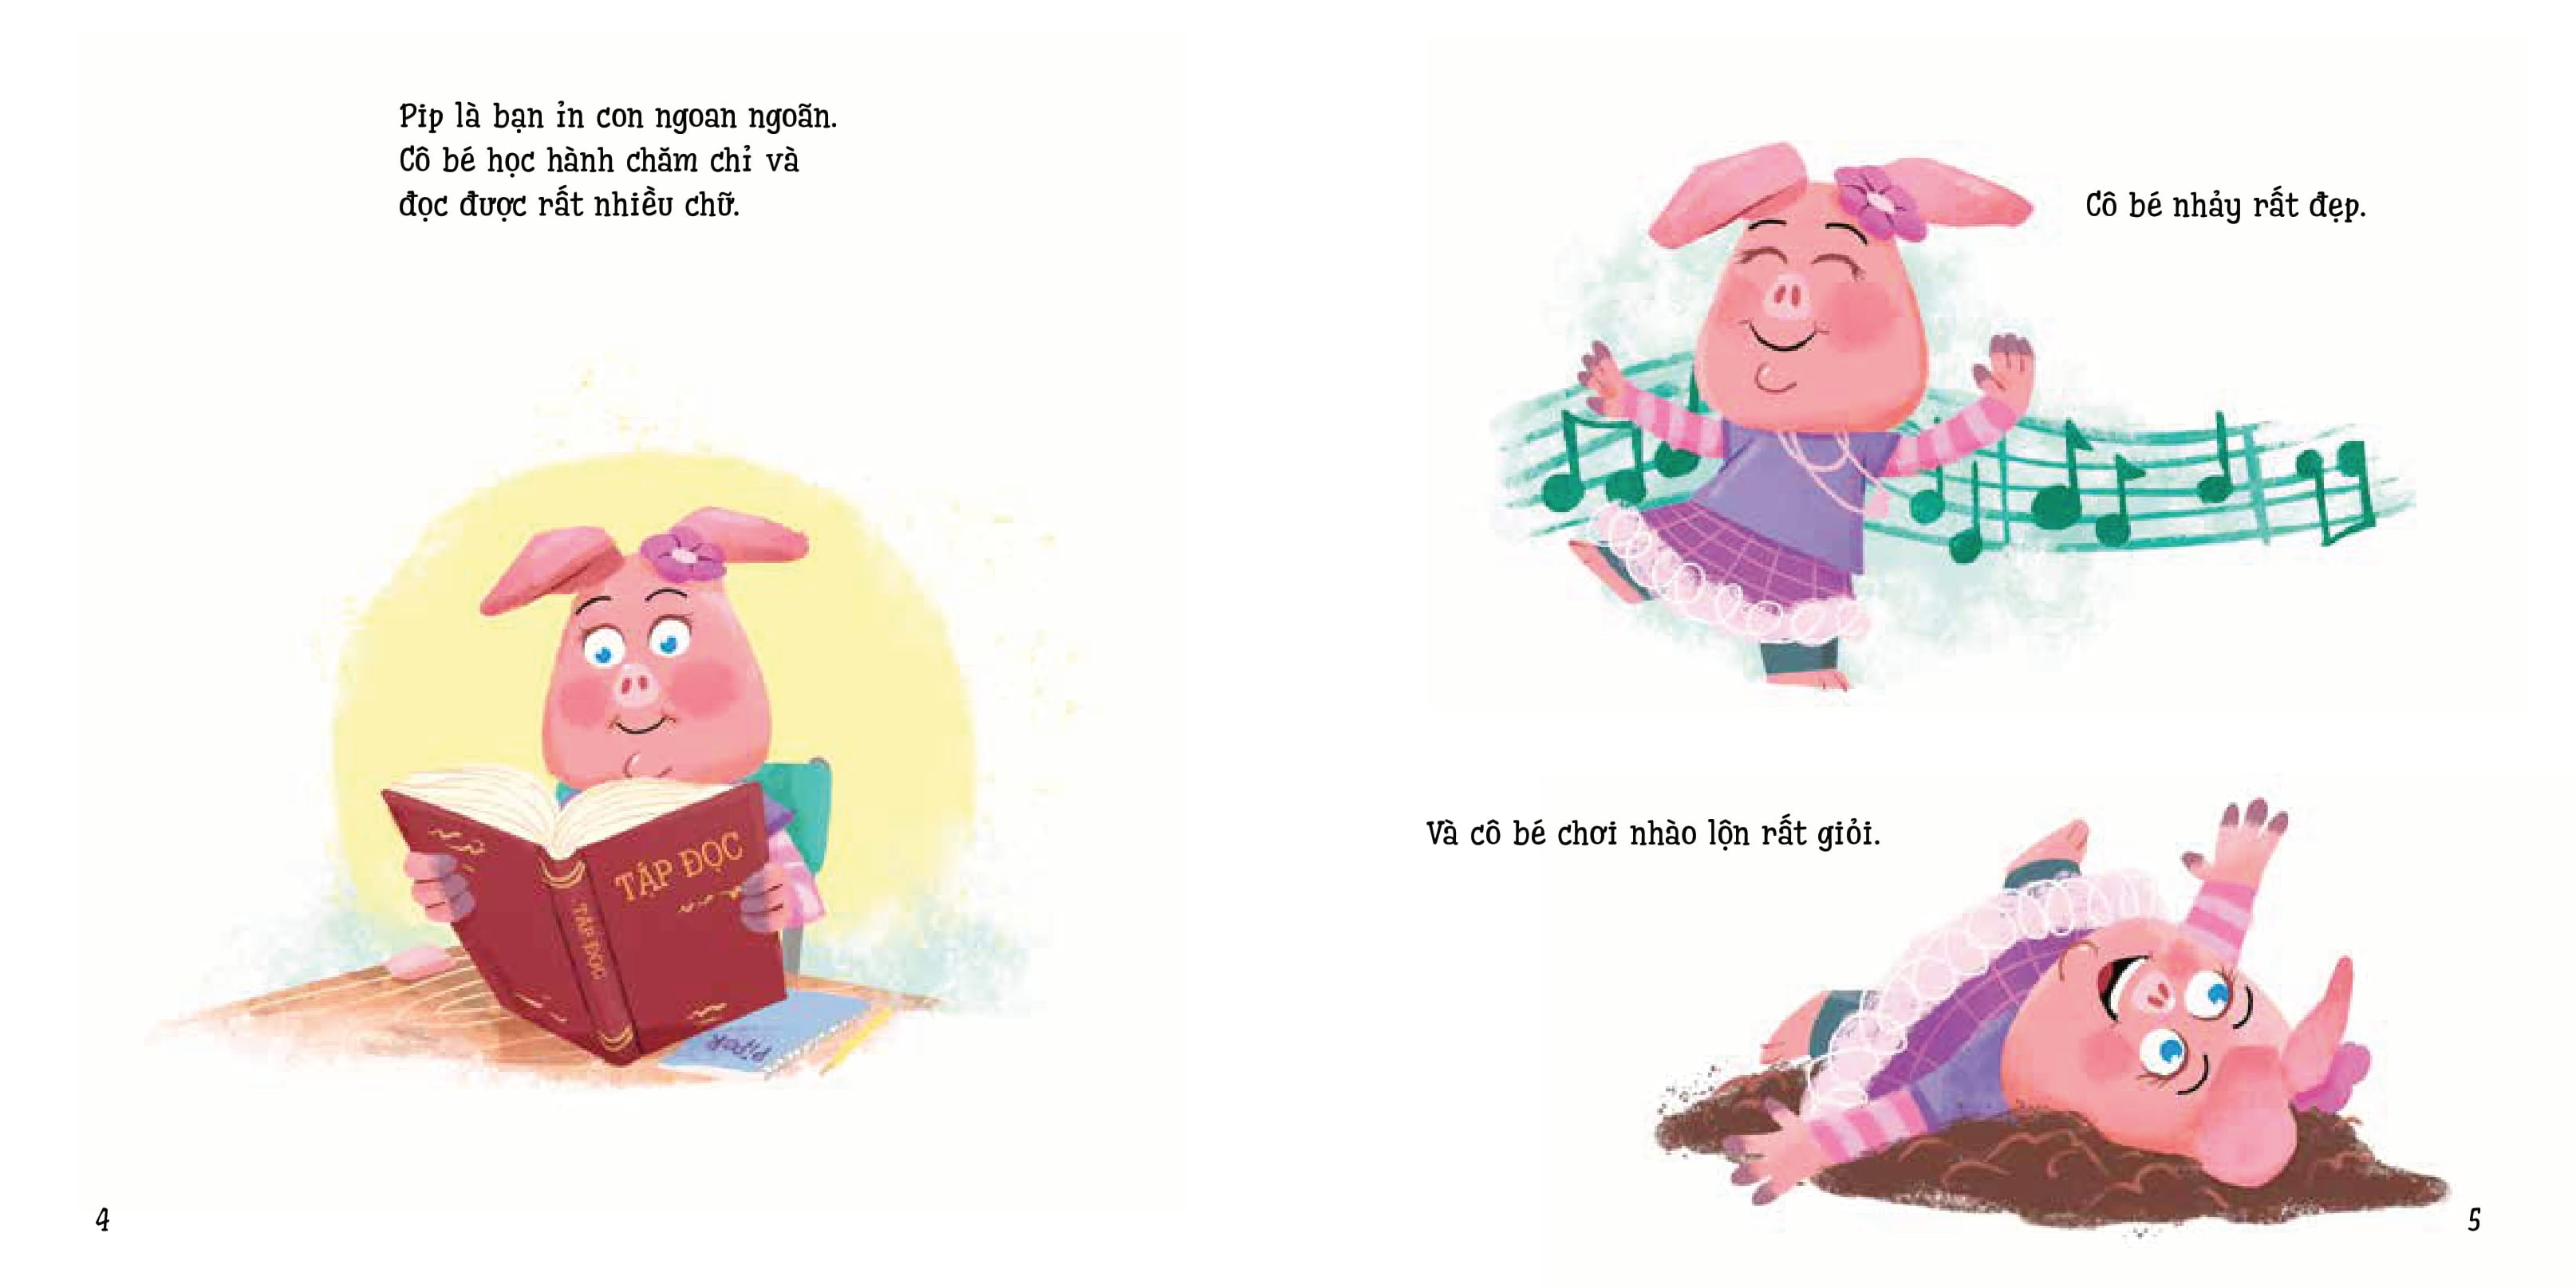 Pip là bạn ỉn con ngoan ngoãn.
Cô bé học hành chăm chỉ và
đọc được rất nhiều chữ.
TẬP ĐỌC
TẬP ĐỌC
PipeR
4
Cô bé nhảy rất đẹp.
Và cô bé chơi nhào lộn rất giỏi.
5